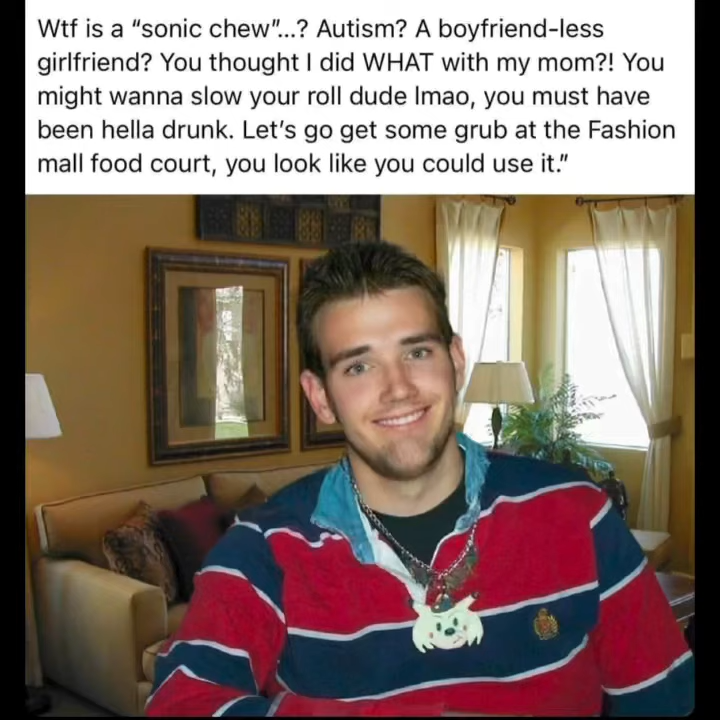 Wtf is a “sonic chew”...? Autism? A boyfriend-less
girlfriend? You thought I did WHAT with my mom?! You
might wanna slow your roll dude lmao, you must have
been hella drunk. Let’s go get some grub at the Fashion
mall food court, you look like you could use it.”